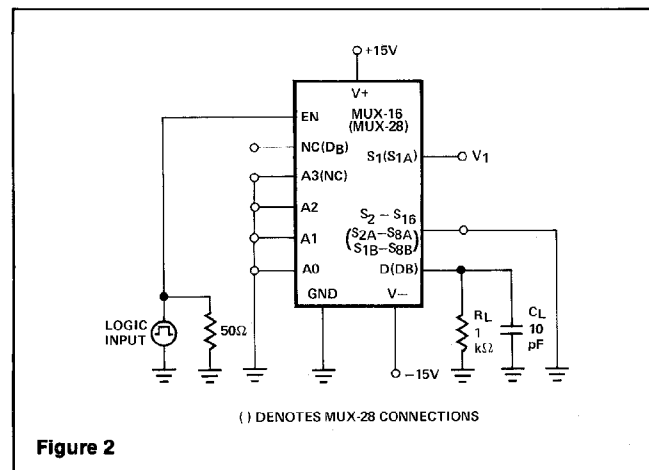 +15V
V+
EN
MUX-16
(MUX-28)
NC(DB)
S1(S1A)
V1
A3(NC)
A2
S2 – S16
(S2A–S8A)
(S1B–S8B)
A1
A0
D(DB)
GND
V–
LOGIC
INPUT
50Ω
RL
1
kΩ
CL
10
pF
–15V
( ) DENOTES MUX-28 CONNECTIONS
Figure 2